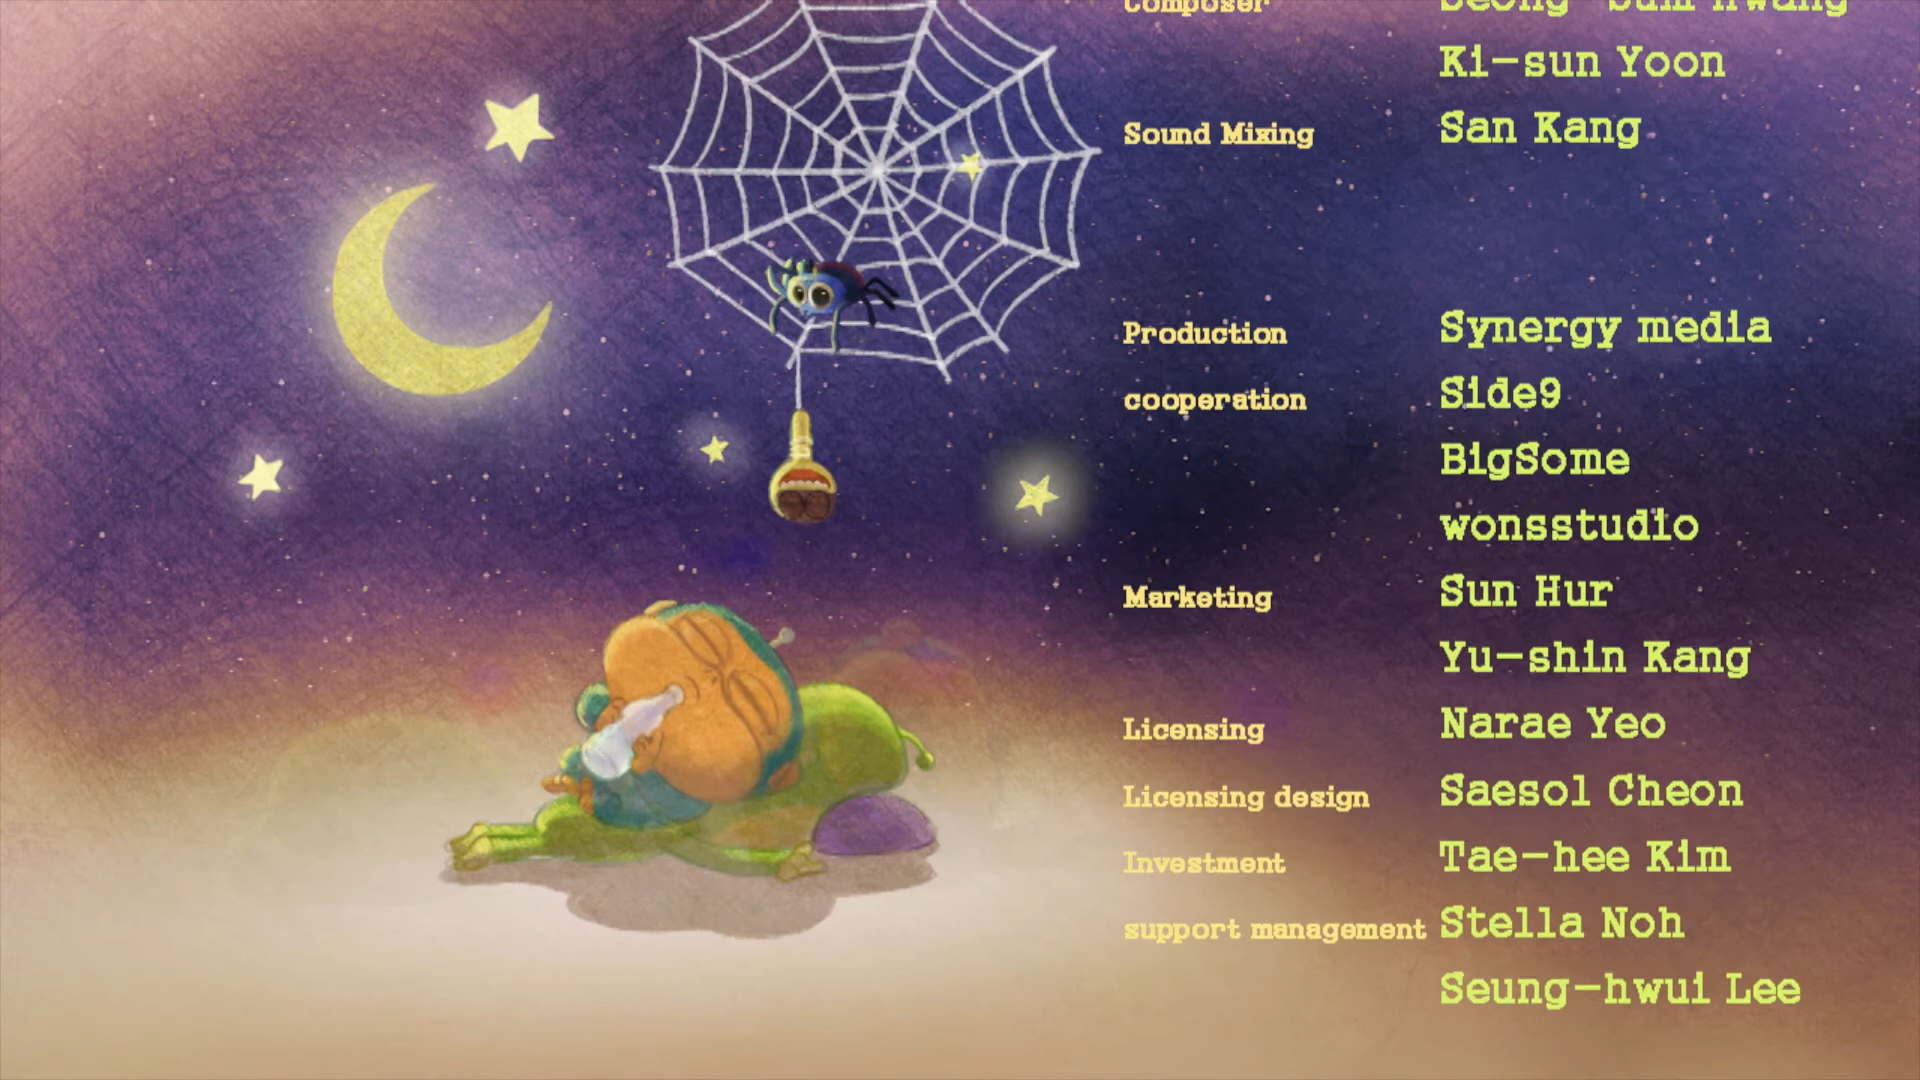 Composer
Ki-sun Yoon
Sound Mixing San Kang
Production Synergy media
cooperation Side9
BigSome
wonsstudio
Marketing Sun Hur
Yu-shin Kang
Licensing Narae Yeo
Licensing design Saesol Cheon
Investment Tae-hee Kim
support management Stella Noh
Seung-hwui Lee